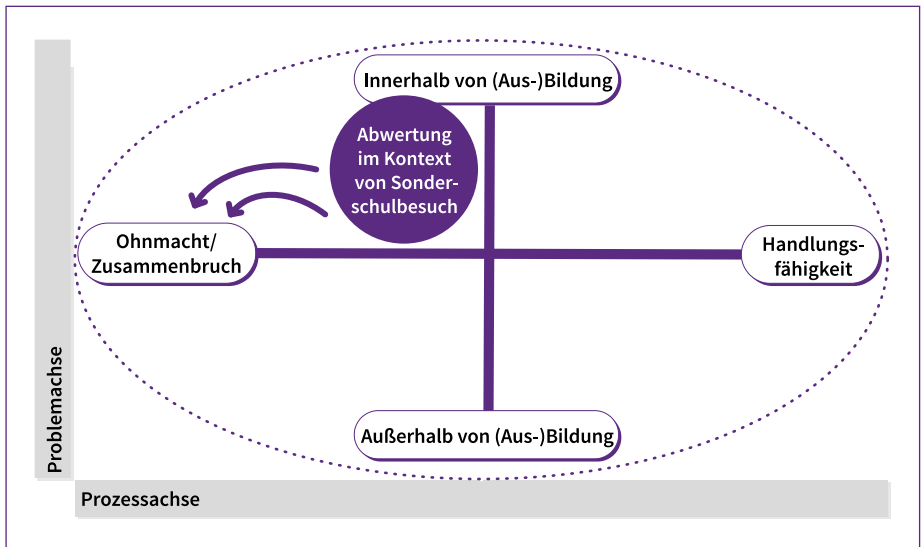 Innerhalb von (Aus-)Bildung
Abwertung
im Kontext
von Sonder-
schulbesuch
Ohnmacht/
Zusammenbruch
Handlungs-
fähigkeit
Außerhalb von (Aus-)Bildung
Problemachse
Prozessachse